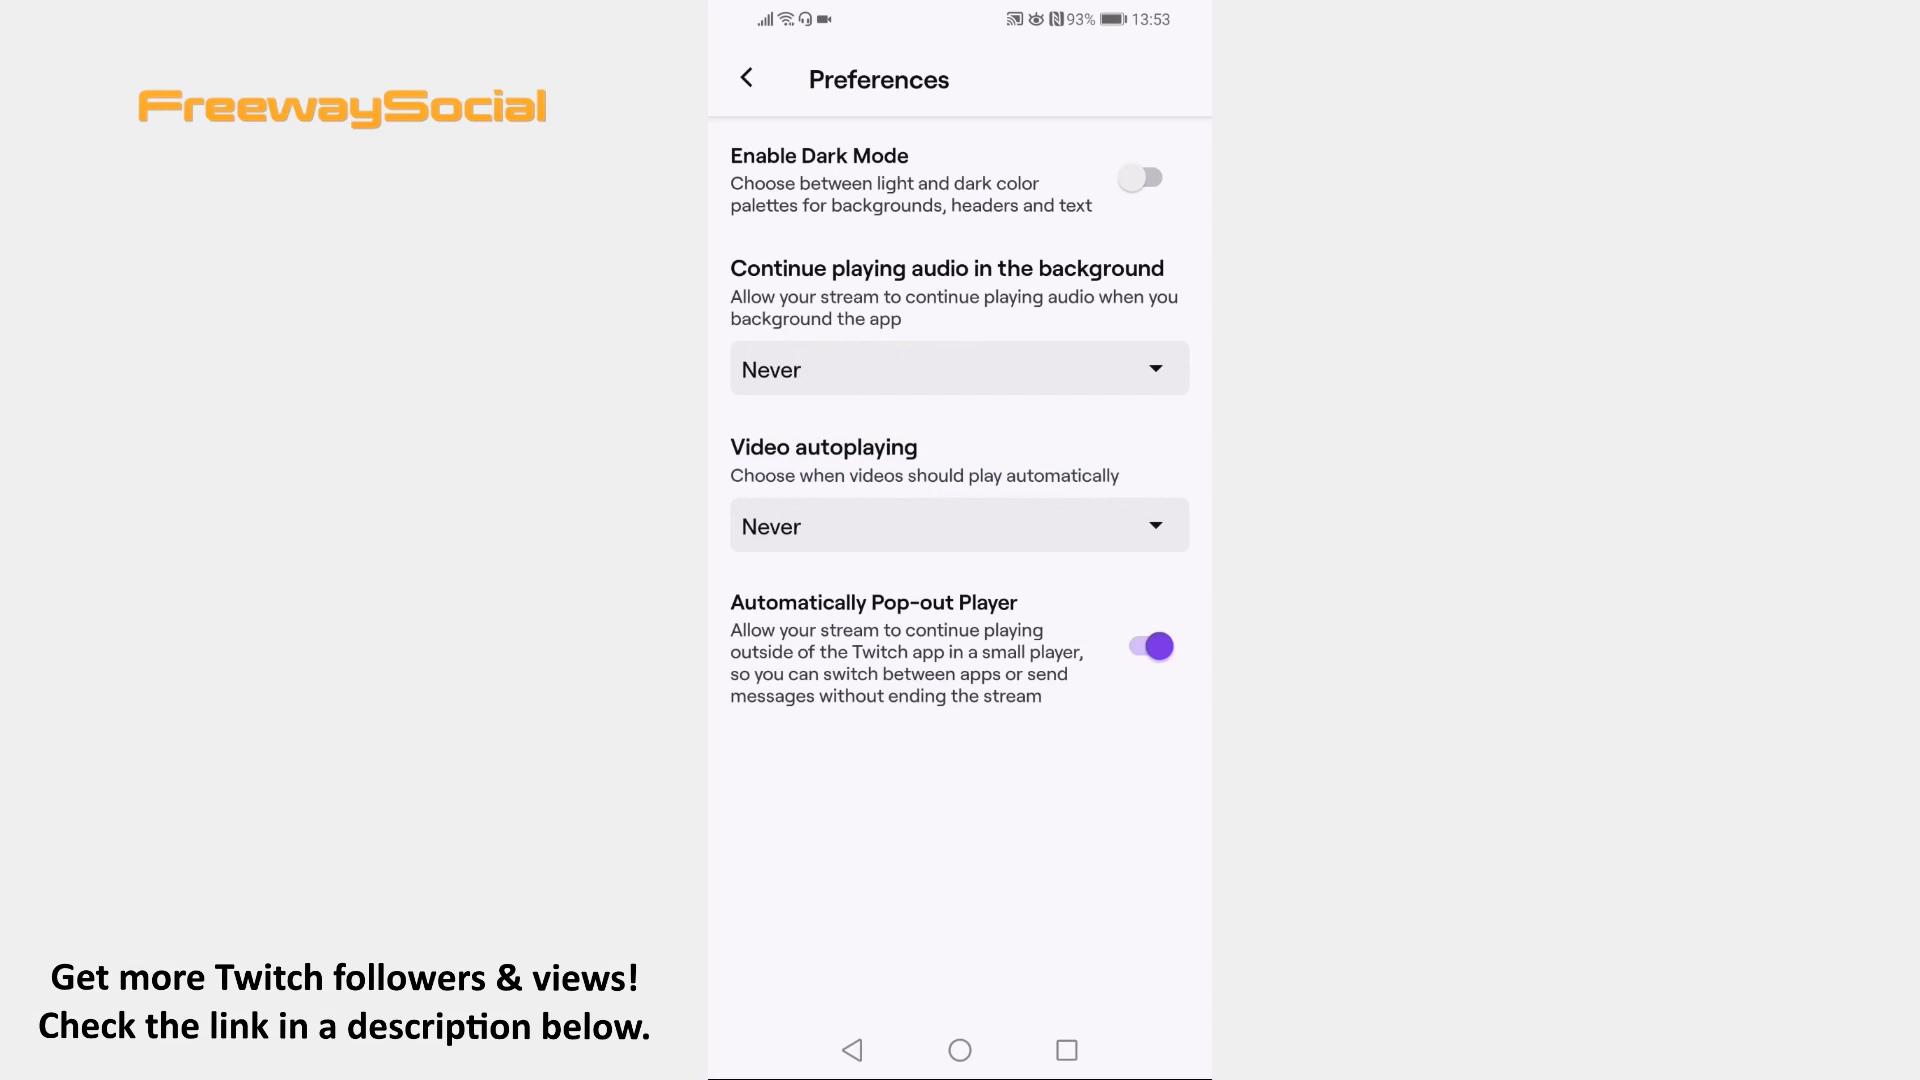 FreewaySocial
93% 13:53
Preferences
Enable Dark Mode
Choose between light and dark color
palettes for backgrounds, headers and text
Continue playing audio in the background
Allow your stream to continue playing audio when you
background the app
Never
Video autoplaying
Choose when videos should play automatically
Never
Automatically Pop-out Player
Allow your stream to continue playing
outside of the Twitch app in a small player,
so you can switch between apps or send
messages without ending the stream
Get more Twitch followers & views!
Check the link in a description below.